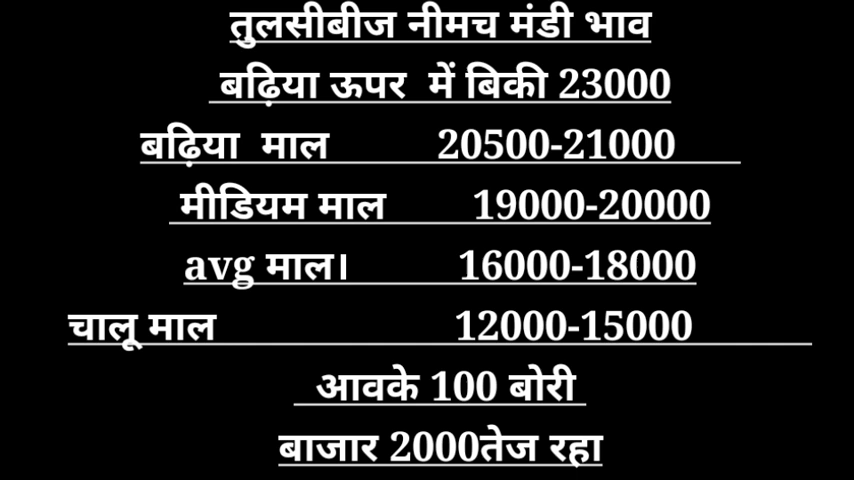 तुलसीबीज नीमच मंडी भाव
बढ़िया ऊपर में बिकी 23000
बढ़िया माल 20500-21000
मीडियम माल 19000-20000
avg माल। 16000-18000
चालू माल 12000-15000
आवके 100 बोरी
बाजार 2000तेज रहा